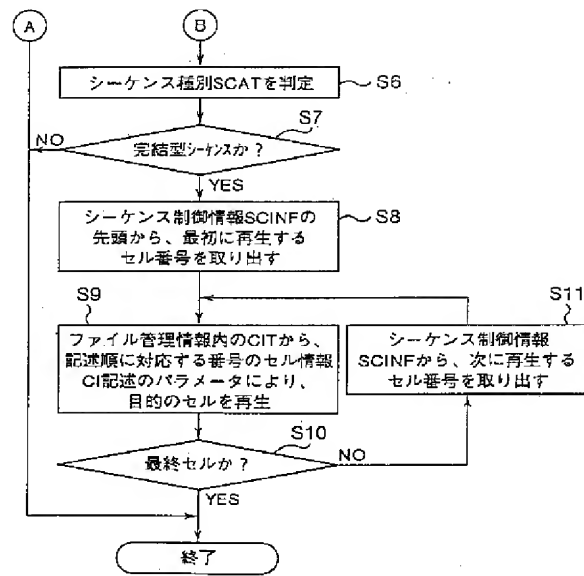 A
B
シーケンス種別SCATを判定
S6
S7
NO
完結型シーケンスか？
YES
シーケンス制御情報SCINFの
先頭から、最初に再生する
セル番号を取り出す
S8
S9
ファイル管理情報内のCITから、
記述順に対応する番号のセル情報
CI記述のパラメータにより、
目的のセルを再生
S11
シーケンス制御情報
SCINFから、次に再生する
セル番号を取り出す
S10
最終セルか？
NO
YES
終了